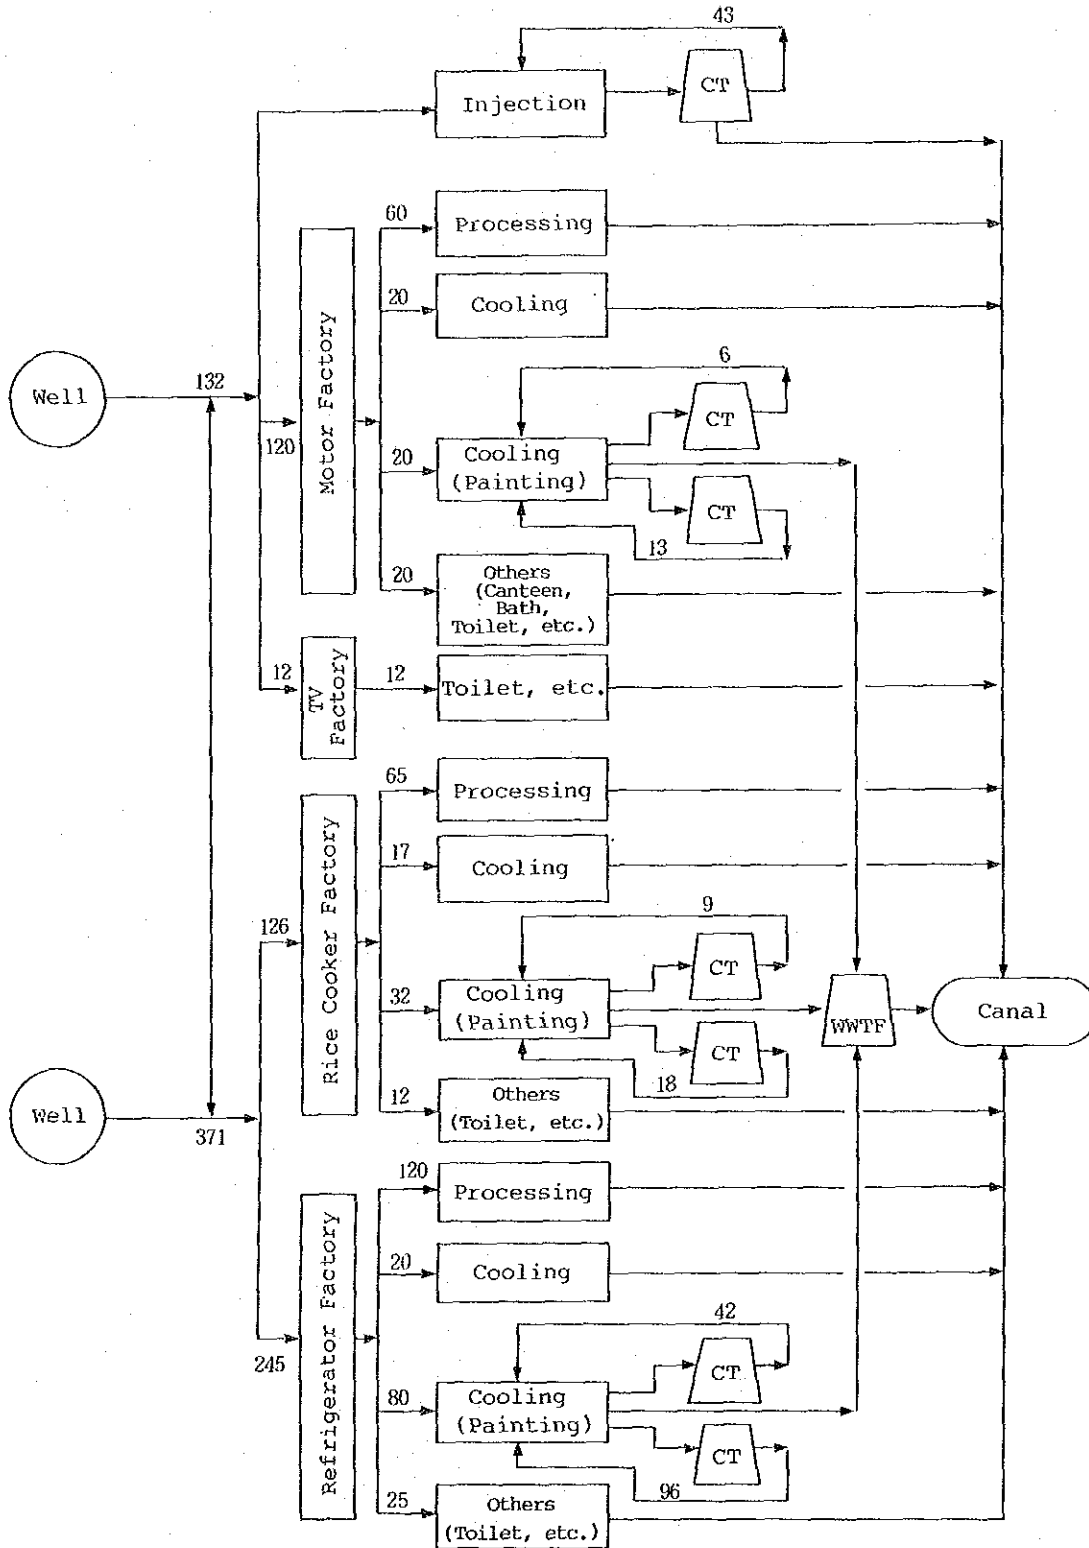 43
CT
Injection
60
Processing
20
Cooling
Motor Factory
6
Well
132
CT
120
20
Cooling
(Painting)
CT
13
20
Others
(Canteen,
Bath,
Toilet, etc.)
12
TV
Factory
12
Toilet, etc.
65
Processing
17
Cooling
Rice Cooker Factory
9
126
CT
32
Cooling
(Painting)
WWTF
Canal
CT
18
Well
371
12
Others
(Toilet, etc.)
120
Processing
20
Cooling
Refrigerator Factory
42
245
CT
80
Cooling
(Painting)
CT
96
25
Others
(Toilet, etc.)